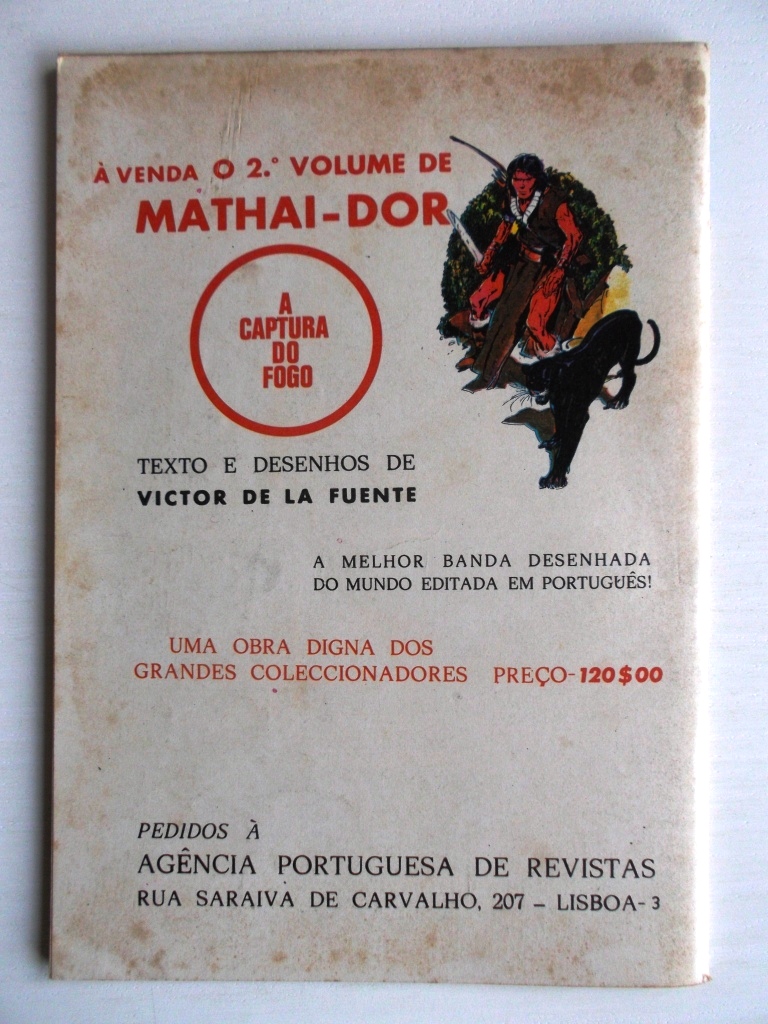 À VENDA O 2.º VOLUME DE
MATHAI-DOR
A
CAPTURA
DO
FOGO
TEXTO E DESENHOS DE
VICTOR DE LA FUENTE
A MELHOR BANDA DESENHADA
DO MUNDO EDITADA EM PORTUGUÊS!
UMA OBRA DIGNA DOS
GRANDES COLECCIONADORES PREÇO-120$00
PEDIDOS À
AGÊNCIA PORTUGUESA DE REVISTAS
RUA SARAIVA DE CARVALHO, 207 – LISBOA-3